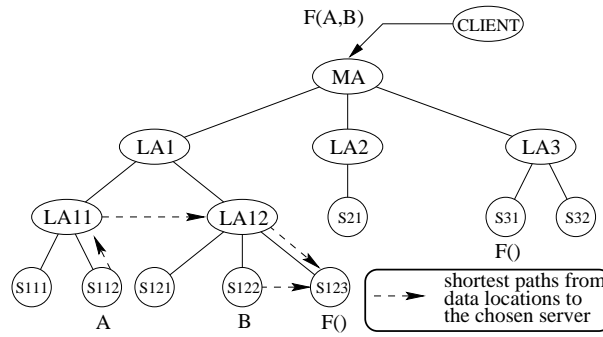 F(A,B)
CLIENT
MA
LA1
LA2
LA3
LA11
LA12
S21
S31
S32
F()
S111
S112
S121
S122
S123
A
B
F()
shortest paths from
data locations to
the chosen server